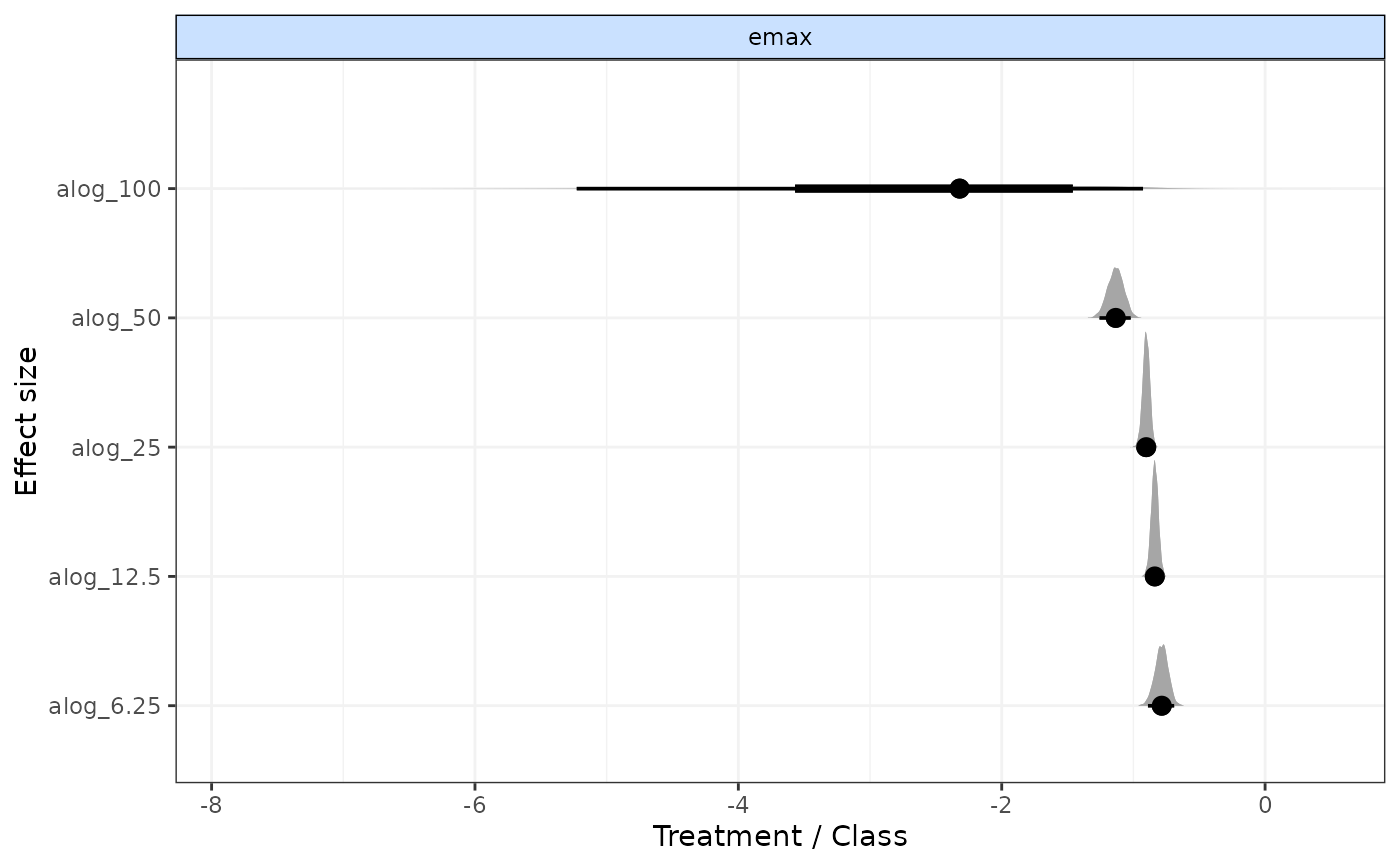 emax
alog_100
alog_50
alog_25
alog_12.5
alog_6.25
Effect size
-8 -6 -4 -2 0
Treatment / Class